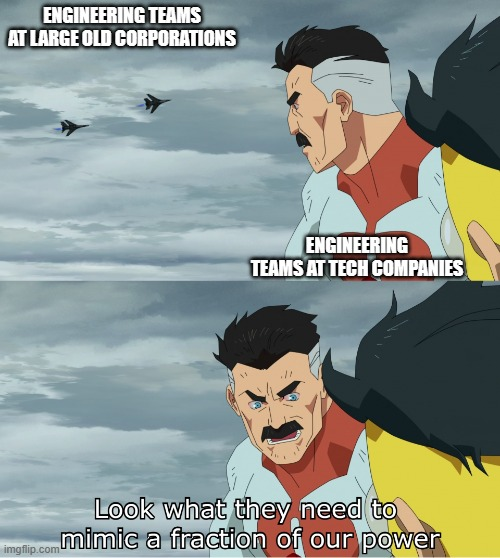 ENGINEERING TEAMS
AT LARGE OLD CORPORATIONS
ENGINEERING
TEAMS AT TECH COMPANIES
Look what they need to
mimic a fraction of our power
imgflip.com